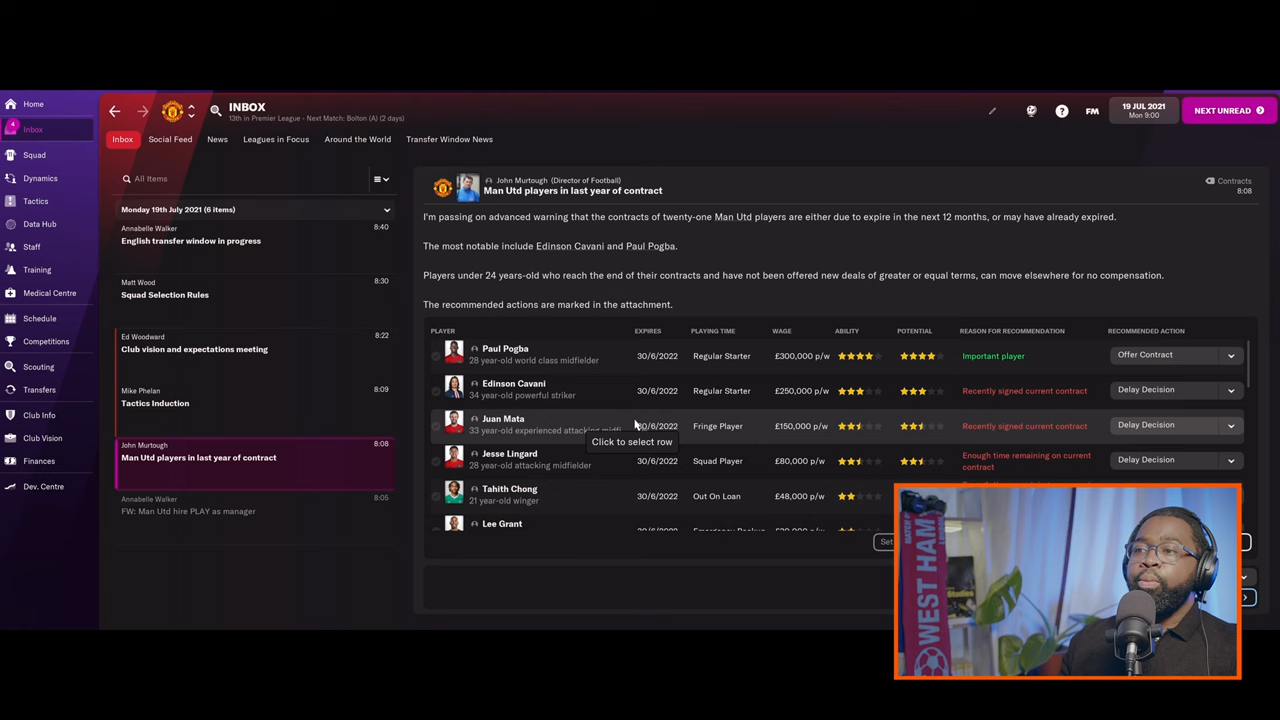 Home
4
Inbox
Squad
Dynamics
Tactics
Data Hub
Staff
Training
Medical Centre
Schedule
Competitions
Scouting
Transfers
Club Info
Club Vision
Finances
Dev. Centre
INBOX
13th in Premier League - Next Match: Bolton (A) (2 days)
?
FM
19 JUL 2021
Mon 9:00
NEXT UNREAD
Inbox
Social Feed
News
Leagues in Focus
Around the World
Transfer Window News
All Items
Monday 19th July 2021 (6 items)
Annabelle Walker 8:40
English transfer window in progress
Matt Wood 8:30
Squad Selection Rules
Ed Woodward 8:22
Club vision and expectations meeting
Mike Phelan 8:09
Tactics Induction
John Murtough 8:08
Man Utd players in last year of contract
Annabelle Walker 8:05
FW: Man Utd hire PLAY as manager
John Murtough (Director of Football)
Man Utd players in last year of contract
Contracts
8:08
I'm passing on advanced warning that the contracts of twenty-one Man Utd players are either due to expire in the next 12 months, or may have already expired.
The most notable include Edinson Cavani and Paul Pogba.
Players under 24 years-old who reach the end of their contracts and have not been offered new deals of greater or equal terms, can move elsewhere for no compensation.
The recommended actions are marked in the attachment.
PLAYER EXPIRES PLAYING TIME WAGE ABILITY POTENTIAL REASON FOR RECOMMENDATION RECOMMENDED ACTION
Paul Pogba
28 year-old world class midfielder
30/6/2022 Regular Starter £300,000 p/w Important player Offer Contract
Edinson Cavani
34 year-old powerful striker
30/6/2022 Regular Starter £250,000 p/w Recently signed current contract Delay Decision
Juan Mata
33 year-old experienced attacking midfi
30/6/2022 Fringe Player £150,000 p/w Recently signed current contract Delay Decision
Click to select row
Jesse Lingard
28 year-old attacking midfielder
30/6/2022 Squad Player £80,000 p/w Enough time remaining on current
contract
Delay Decision
Tahith Chong
21 year-old winger
30/6/2022 Out On Loan £48,000 p/w
Lee Grant
Set
WEST HAM
Studies